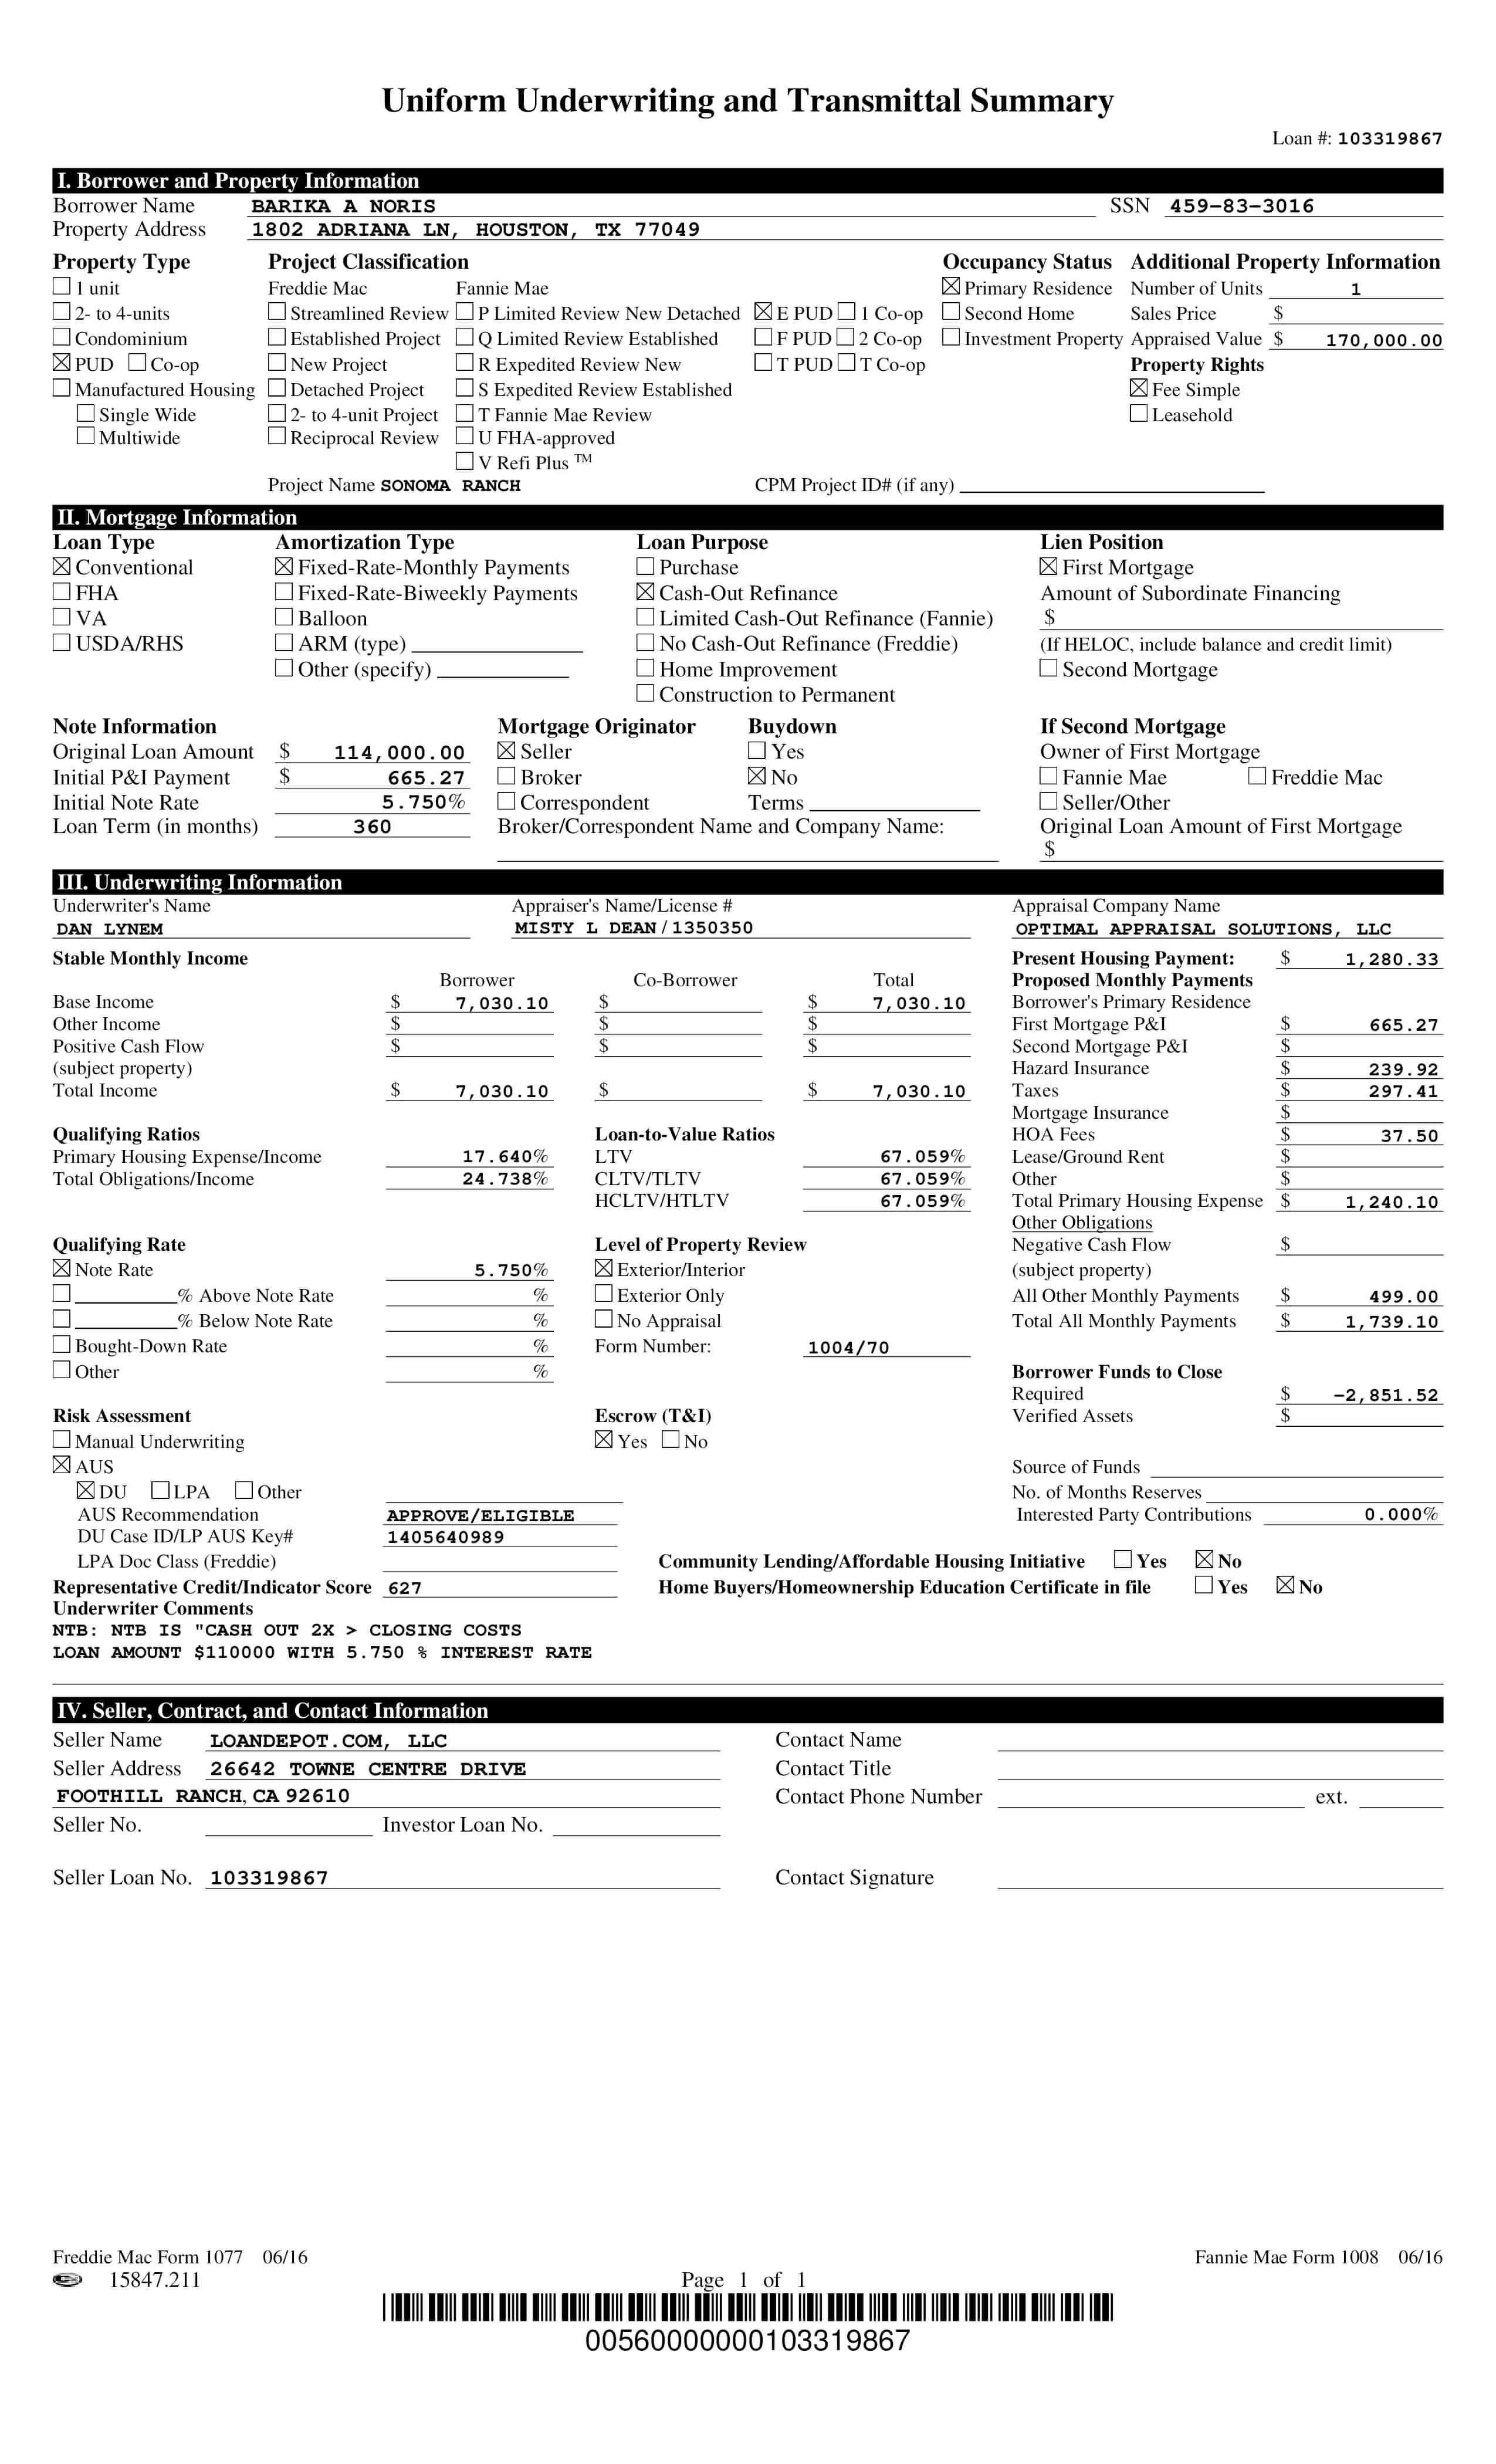 Uniform Underwriting and Transmittal Summary
Loan #: 103319867
I. Borrower and Property Information
Borrower Name BARIKA A NORIS SSN 459-83-3016
Property Address 1802 ADRIANA LN, HOUSTON, TX 77049
Property Type Project Classification Occupancy Status Additional Property Information
1 unit Freddie Mac Fannie Mae Primary Residence Number of Units 1
2- to 4-units Streamlined Review P Limited Review New Detached E PUD 1 Co-op Second Home Sales Price $
Condominium Established Project Q Limited Review Established F PUD 2 Co-op Investment Property Appraised Value $ 170,000.00
PUD Co-op New Project R Expedited Review New T PUD T Co-op Property Rights
Manufactured Housing Detached Project S Expedited Review Established Fee Simple
Single Wide 2- to 4-unit Project T Fannie Mae Review Leasehold
Multiwide Reciprocal Review U FHA-approved
V Refi Plus TM
Project Name SONOMA RANCH CPM Project ID# (if any)
II. Mortgage Information
Loan Type Amortization Type Loan Purpose Lien Position
Conventional Fixed-Rate-Monthly Payments Purchase First Mortgage
FHA Fixed-Rate-Biweekly Payments Cash-Out Refinance Amount of Subordinate Financing
VA Balloon Limited Cash-Out Refinance (Fannie) $
USDA/RHS ARM (type) No Cash-Out Refinance (Freddie) (If HELOC, include balance and credit limit)
Other (specify) Home Improvement Second Mortgage
Construction to Permanent
Note Information Mortgage Originator Buydown If Second Mortgage
Original Loan Amount $ 114,000.00 Seller Yes Owner of First Mortgage
Initial P&I Payment $ 665.27 Broker No Fannie Mae Freddie Mac
Initial Note Rate 5.750% Correspondent Terms Seller/Other
Loan Term (in months) 360 Broker/Correspondent Name and Company Name: Original Loan Amount of First Mortgage
$
III. Underwriting Information
Underwriter's Name Appraiser's Name/License # Appraisal Company Name
DAN LYNEM MISTY L DEAN / 1350350 OPTIMAL APPRAISAL SOLUTIONS, LLC
Stable Monthly Income Present Housing Payment: $ 1,280.33
Borrower Co-Borrower Total Proposed Monthly Payments
Base Income $ 7,030.10 $ $ 7,030.10 Borrower's Primary Residence
Other Income $ $ $ First Mortgage P&I $ 665.27
Positive Cash Flow $ $ $ Second Mortgage P&I $
(subject property) Hazard Insurance $ 239.92
Total Income $ 7,030.10 $ $ 7,030.10 Taxes $ 297.41
Mortgage Insurance $
Qualifying Ratios Loan-to-Value Ratios HOA Fees $ 37.50
Primary Housing Expense/Income 17.640% LTV 67.059% Lease/Ground Rent $
Total Obligations/Income 24.738% CLTV/TLTV 67.059% Other $
HCLTV/HTLTV 67.059% Total Primary Housing Expense $ 1,240.10
Other Obligations
Qualifying Rate Level of Property Review Negative Cash Flow $
Note Rate 5.750% Exterior/Interior (subject property)
% Above Note Rate % Exterior Only All Other Monthly Payments $ 499.00
% Below Note Rate % No Appraisal Total All Monthly Payments $ 1,739.10
Bought-Down Rate % Form Number: 1004/70
Other % Borrower Funds to Close
Required $ -2,851.52
Risk Assessment Escrow (T&I) Verified Assets $
Manual Underwriting Yes No
AUS Source of Funds
DU LPA Other No. of Months Reserves
AUS Recommendation APPROVE/ELIGIBLE Interested Party Contributions 0.000%
DU Case ID/LP AUS Key# 1405640989
LPA Doc Class (Freddie) Community Lending/Affordable Housing Initiative Yes No
Representative Credit/Indicator Score 627 Home Buyers/Homeownership Education Certificate in file Yes No
Underwriter Comments
NTB: NTB IS "CASH OUT 2X > CLOSING COSTS
LOAN AMOUNT $110000 WITH 5.750 % INTEREST RATE
IV. Seller, Contract, and Contact Information
Seller Name LOANDEPOT.COM, LLC Contact Name
Seller Address 26642 TOWNE CENTRE DRIVE Contact Title
FOOTHILL RANCH, CA 92610 Contact Phone Number ext.
Seller No. Investor Loan No.
Seller Loan No. 103319867 Contact Signature
Freddie Mac Form 1077 06/16 Fannie Mae Form 1008 06/16
15847.211 Page 1 of 1
00560000000103319867